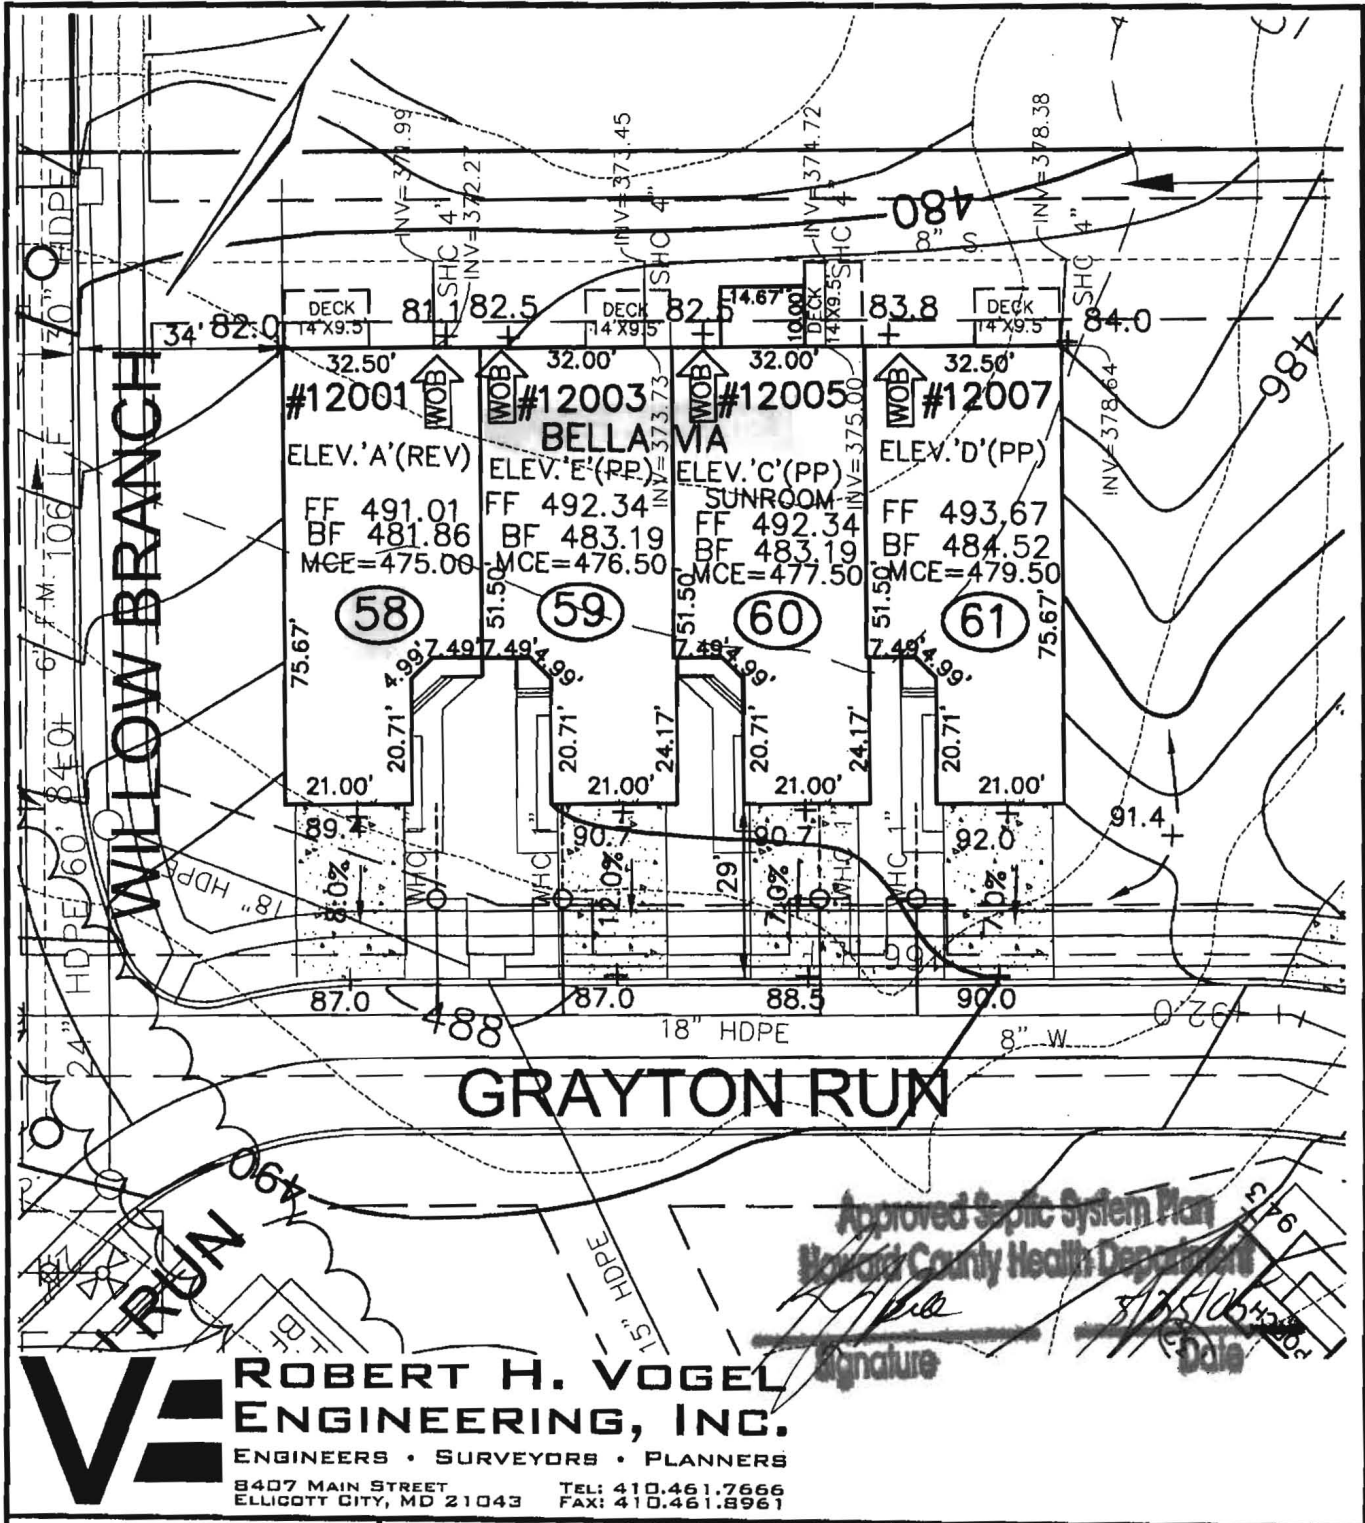 INV=373.45
INV=374.72
INV=378.38
INV=372.27
SHC 4"
SHC 4"
SHC 4"
SHC 4"
480
8" S
486
30" HDPE
DECK
14'X9.5'
DECK
14'X9.5'
14.67'
10.00'
DECK
14'X9.5'
DECK
14'X9.5'
34'
82.0
81.1
82.5
83.8
84.0
32.50'
32.00'
32.00'
32.50'
WOB
WOB
WOB
WOB
#12001
#12003
#12005
#12007
BELLA VIA
INV=373.73
INV=375.00
INV=378.64
ELEV.'A'(REV)
ELEV.'E'(PP)
ELEV.'C'(PP)
SUNROOM
ELEV.'D'(PP)
FF 491.01
BF 481.86
MCE=475.00
FF 492.34
BF 483.19
MCE=476.50
FF 492.34
BF 483.19
MCE=477.50
FF 493.67
BF 484.52
MCE=479.50
58
59
60
61
51.50'
51.50'
51.50'
75.67'
75.67'
7.49'
7.49'
7.49'
7.49'
4.99'
4.99'
4.99'
4.99'
20.71'
20.71'
24.17'
20.71'
24.17'
20.71'
21.00'
21.00'
21.00'
21.00'
WILLOW BRANCH
6" F.M. 106 LF
24" HDPE
18" HDPE
90.7
90.7
92.0
91.4
8.0%
12.0%
7.0%
7.0%
29'
WHC 1"
WHC 1"
WHC 1"
WHC
87.0
87.0
88.5
90.0
488
18" HDPE
8" W
GRAYTON RUN
490
RUN
15" HDPE
Approved Septic System Plan
Howard County Health Department
Signature
Date
ROBERT H. VOGEL
ENGINEERING, INC.
ENGINEERS • SURVEYORS • PLANNERS
8407 MAIN STREET TEL: 410.461.7666
ELLICOTT CITY, MD 21043 FAX: 410.461.8961